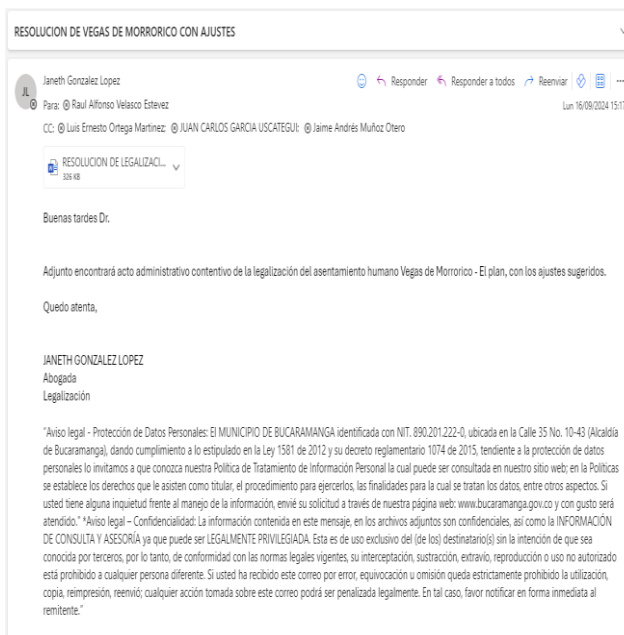 RESOLUCION DE VEGAS DE MORRORICO CON AJUSTES
JL
Janeth Gonzalez Lopez
Responder Responder a todos Reenviar
Para: Raul Alfonso Velasco Estevez
Lun 16/09/2024 15:17
CC: Luis Ernesto Ortega Martinez; JUAN CARLOS GARCIA USCATEGUI; Jaime Andrés Muñoz Otero
RESOLUCION DE LEGALIZACI...
326 KB
Buenas tardes Dr.
Adjunto encontrará acto administrativo contentivo de la legalización del asentamiento humano Vegas de Morrorico - El plan, con los ajustes sugeridos.
Quedo atenta,
JANETH GONZALEZ LOPEZ
Abogada
Legalización
"Aviso legal - Protección de Datos Personales: El MUNICIPIO DE BUCARAMANGA identificada con NIT. 890.201.222-0, ubicada en la Calle 35 No. 10-43 (Alcaldía
de Bucaramanga), dando cumplimiento a lo estipulado en la Ley 1581 de 2012 y su decreto reglamentario 1074 de 2015, tendiente a la protección de datos
personales lo invitamos a que conozca nuestra Política de Tratamiento de Información Personal la cual puede ser consultada en nuestro sitio web; en la Políticas
se establece los derechos que le asisten como titular, el procedimiento para ejercerlos, las finalidades para la cual se tratan los datos, entre otros aspectos. Si
usted tiene alguna inquietud frente al manejo de la información, envié su solicitud a través de nuestra página web: www.bucaramanga.gov.co y con gusto será
atendido." *Aviso legal – Confidencialidad: La información contenida en este mensaje, en los archivos adjuntos son confidenciales, así como la INFORMACIÓN
DE CONSULTA Y ASESORÍA ya que puede ser LEGALMENTE PRIVILEGIADA. Esta es de uso exclusivo del (de los) destinatario(s) sin la intención de que sea
conocida por terceros, por lo tanto, de conformidad con las normas legales vigentes, su interceptación, sustracción, extravío, reproducción o uso no autorizado
está prohibido a cualquier persona diferente. Si usted ha recibido este correo por error, equivocación u omisión queda estrictamente prohibido la utilización,
copia, reimpresión, reenvió; cualquier acción tomada sobre este correo podrá ser penalizada legalmente. En tal caso, favor notificar en forma inmediata al
remitente."